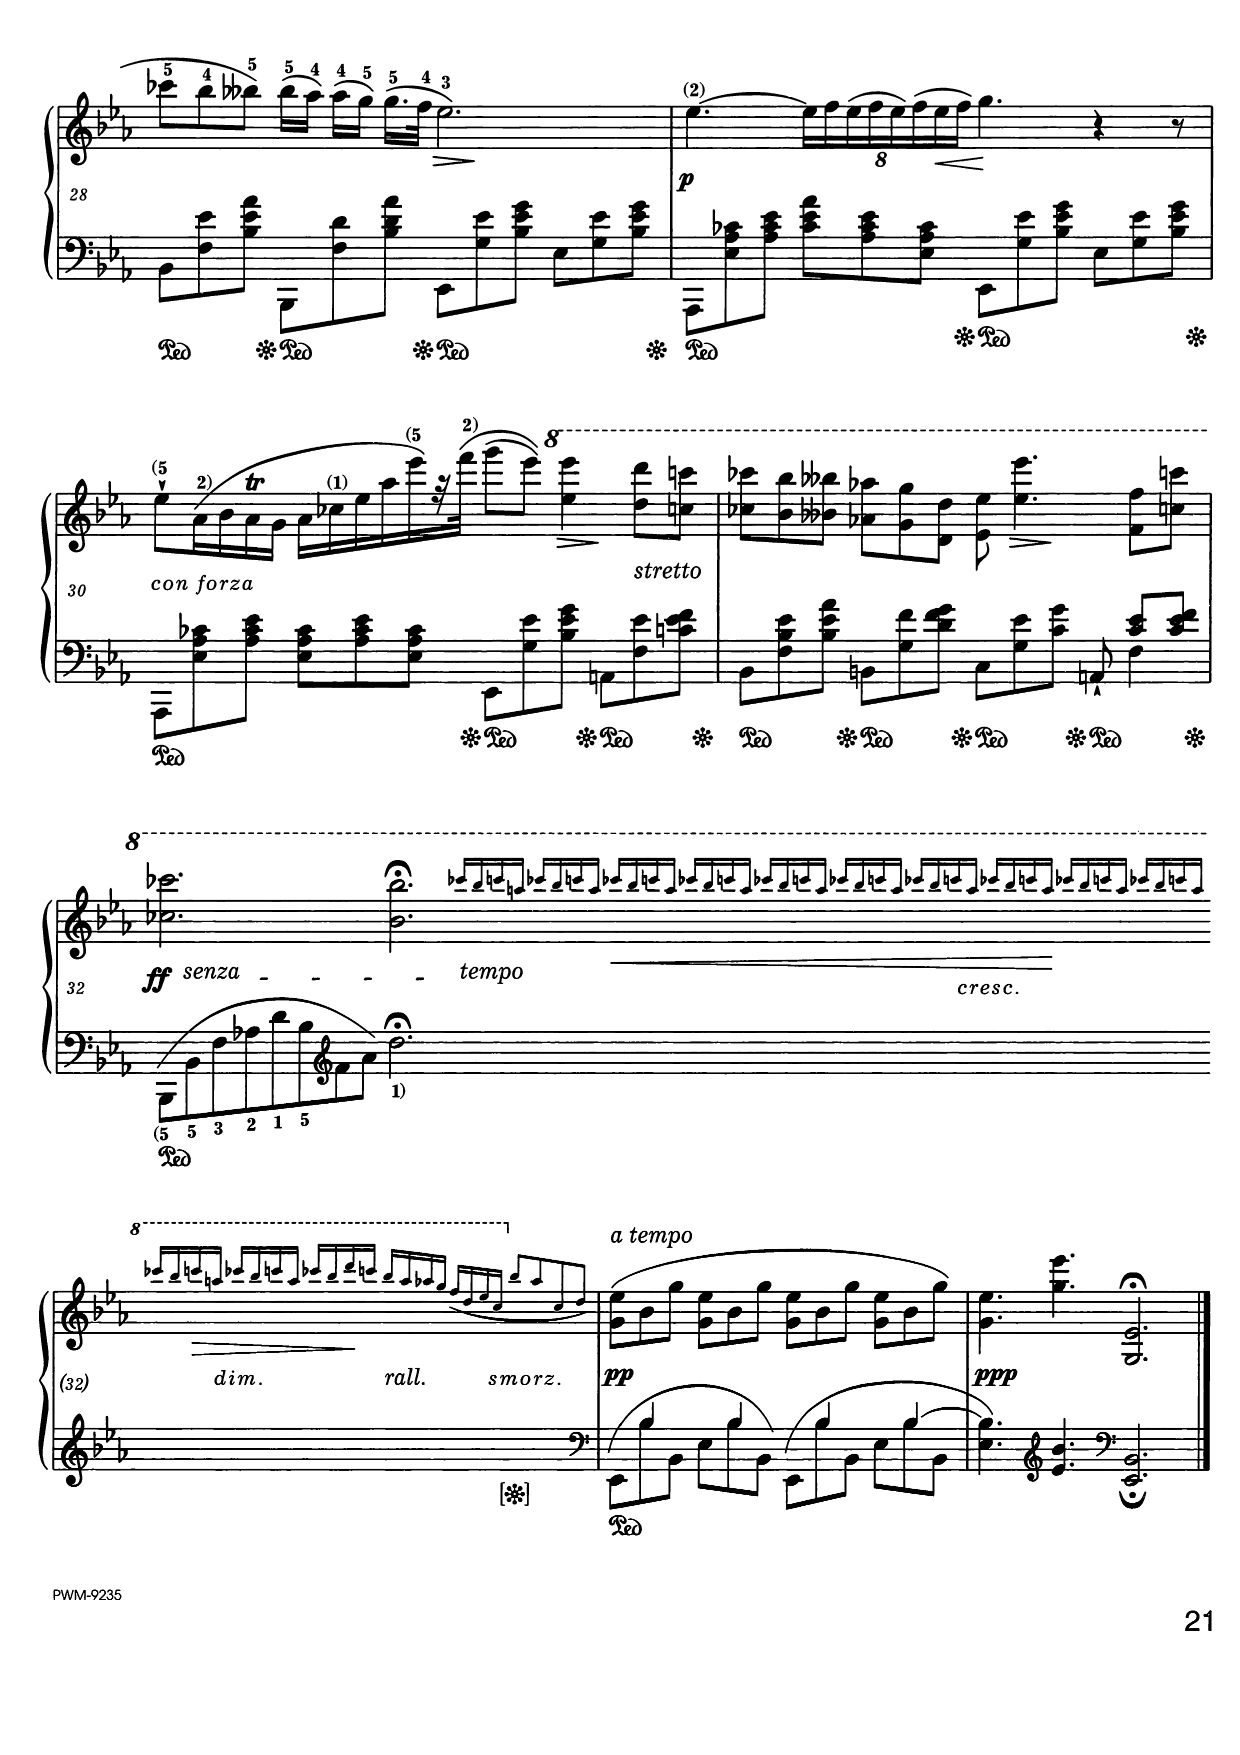 5 4 5 5 4 4 5 5 4 3 (2)
p 8
28
Ped Ped Ped Ped Ped
(5 2) tr (1) (5 2) 8
con forza stretto
30
Ped Ped Ped Ped Ped Ped Ped
8
ff senza tempo cresc.
32
(5 5 3 2 1 5 1)
Ped
8 a tempo
(32) dim. rall. smorz. pp ppp
[ ]
Ped
PWM-9235
21